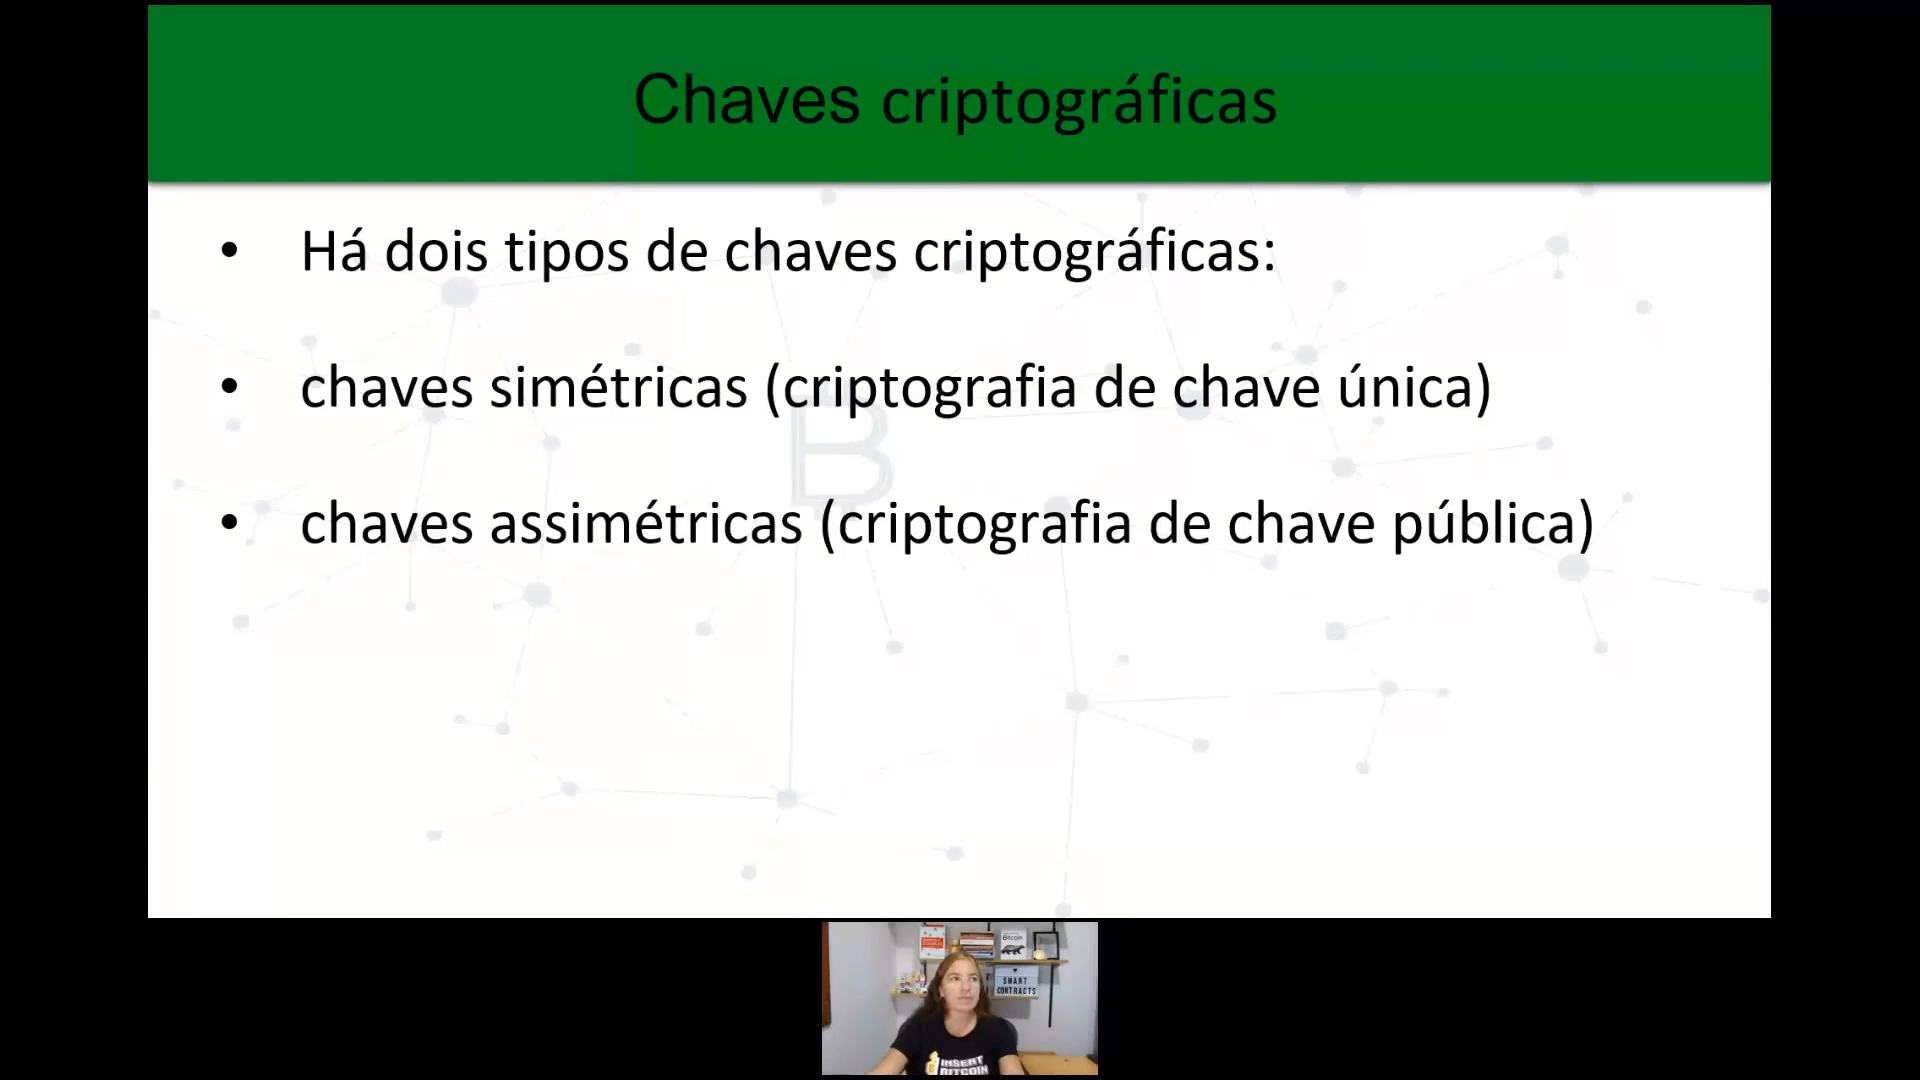 Chaves criptográficas
• Há dois tipos de chaves criptográficas:
• chaves simétricas (criptografia de chave única)
• chaves assimétricas (criptografia de chave pública)
Bitcoin
SMART
CONTRACTS
INSERT
BITCOIN